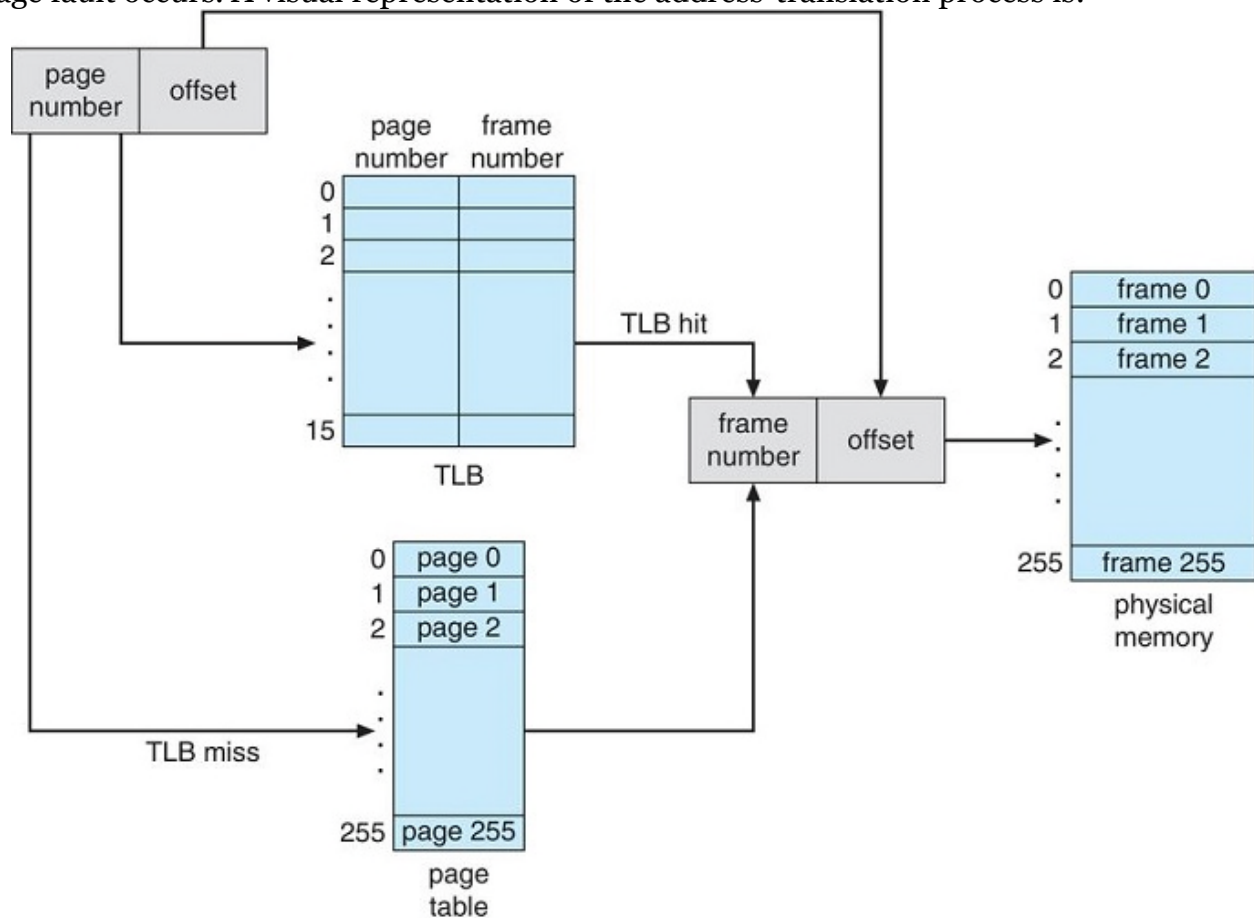 age fault occurs. A visual representation of the address-translation process is:
page
number
offset
page
number
frame
number
0
1
2
15
TLB
TLB hit
frame
number
offset
0
frame 0
1
frame 1
2
frame 2
255
frame 255
physical
memory
0
page 0
1
page 1
2
page 2
TLB miss
255
page 255
page
table